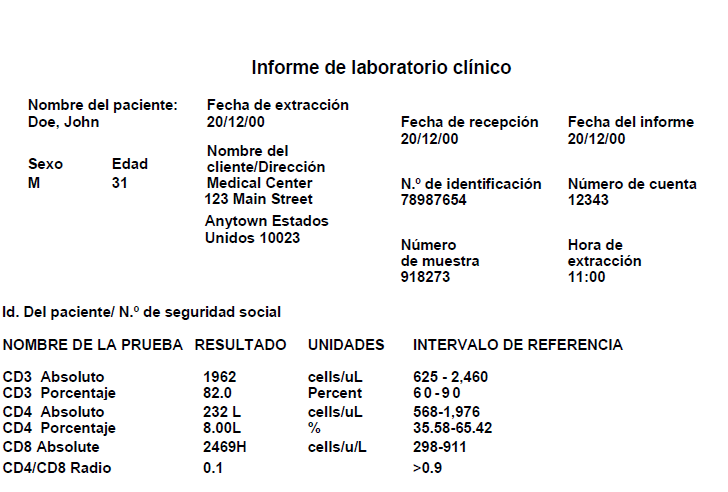 Informe de laboratorio clínico
Nombre del paciente:
Doe, John
Fecha de extracción
20/12/00
Fecha de recepción
20/12/00
Fecha del informe
20/12/00
Sexo
M
Edad
31
Nombre del
cliente/Dirección
Medical Center
123 Main Street
Anytown Estados
Unidos 10023
N.º de identificación
78987654
Número de cuenta
12343
Número
de muestra
918273
Hora de
extracción
11:00
Id. Del paciente/ N.º de seguridad social
NOMBRE DE LA PRUEBA RESULTADO UNIDADES INTERVALO DE REFERENCIA
CD3 Absoluto 1962 cells/uL 625 - 2,460
CD3 Porcentaje 82.0 Percent 60-90
CD4 Absoluto 232 L cells/uL 568-1,976
CD4 Porcentaje 8.00L % 35.58-65.42
CD8 Absolute 2469H cells/u/L 298-911
CD4/CD8 Radio 0.1 >0.9